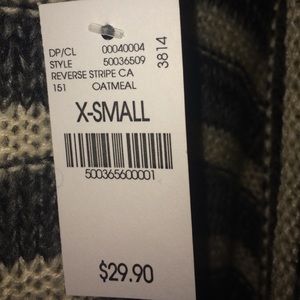 DP/CL 00040004
STYLE 50036509
REVERSE STRIPE CA
151 OATMEAL
3814
X-SMALL
500365600001
$29.90